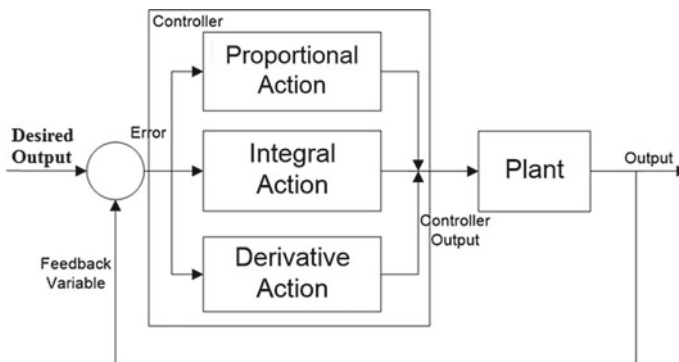 Controller
Proportional
Action
Desired
Output
Error
Integral
Action
Plant
Output
Controller
Output
Feedback
Variable
Derivative
Action